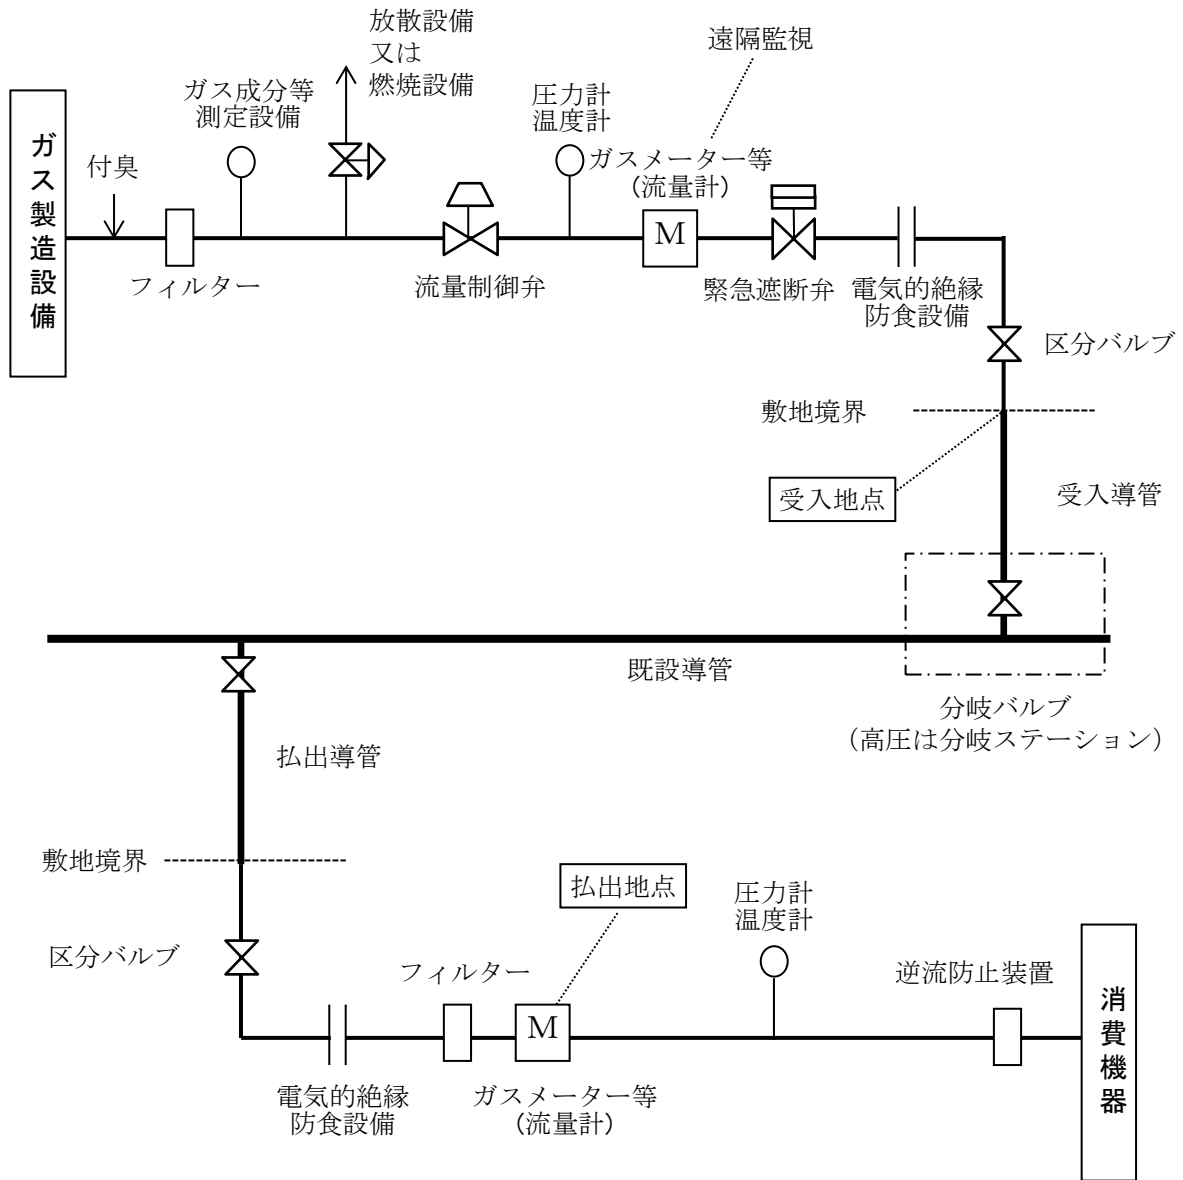 放散設備
又は
燃焼設備
遠隔監視
ガス成分等
測定設備
圧力計
温度計
ガス製造設備
付臭
ガスメーター等
（流量計）
M
フィルター
流量制御弁
緊急遮断弁
電気的絶縁
防食設備
区分バルブ
敷地境界
受入地点
受入導管
既設導管
分岐バルブ
（高圧は分岐ステーション）
払出導管
敷地境界
払出地点
圧力計
温度計
区分バルブ
フィルター
逆流防止装置
M
消費機器
電気的絶縁
防食設備
ガスメーター等
（流量計）